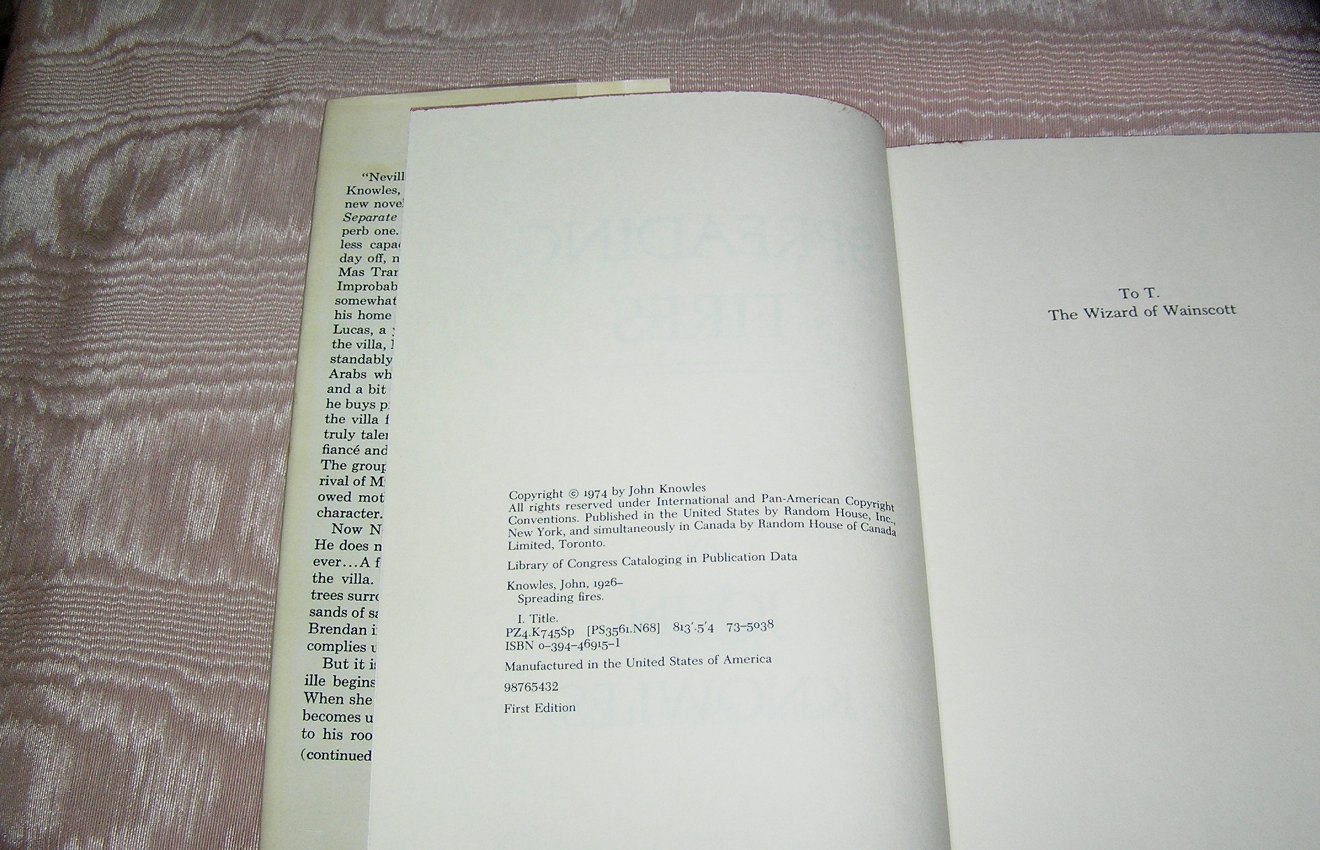 "Nevill
Knowles,
new nove
Separate
perb one.
less capa
day off, n
Mas Tran
Improbab
somewhat
his home
Lucas, a
the villa,
standably
Arabs wh
and a bit
he buys p
the villa f
truly taler
fiancé and
The group
rival of M
owed mot
character.
Now N
He does n
ever...A f
the villa.
trees surro
sands of sa
Brendan i
complies u
But it is
ille begins
When she
becomes u
to his roo
(continued
SPREADING
FIRES
Copyright © 1974 by John Knowles
All rights reserved under International and Pan-American Copyright
Conventions. Published in the United States by Random House, Inc.,
New York, and simultaneously in Canada by Random House of Canada
Limited, Toronto.
Library of Congress Cataloging in Publication Data
Knowles, John, 1926–
Spreading fires.
I. Title.
PZ4.K745Sp [PS3561.N68] 813'.5'4 73–5038
ISBN 0–394–46915–1
Manufactured in the United States of America
98765432
First Edition
JOHN
KNOWLES
To T.
The Wizard of Wainscott